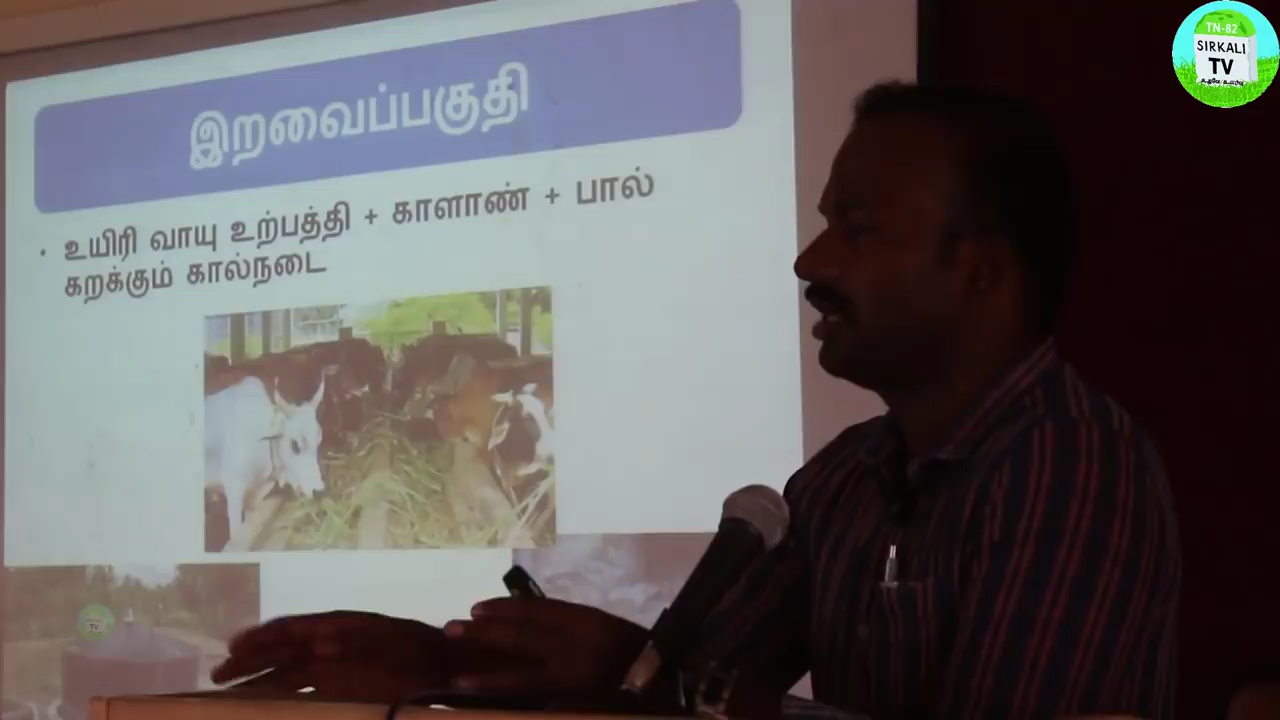 இறவைப்பகுதி
• உயிரி வாயு உற்பத்தி + காளாண் + பால்
கறக்கும் கால்நடை
TN-82
SIRKALI
TV